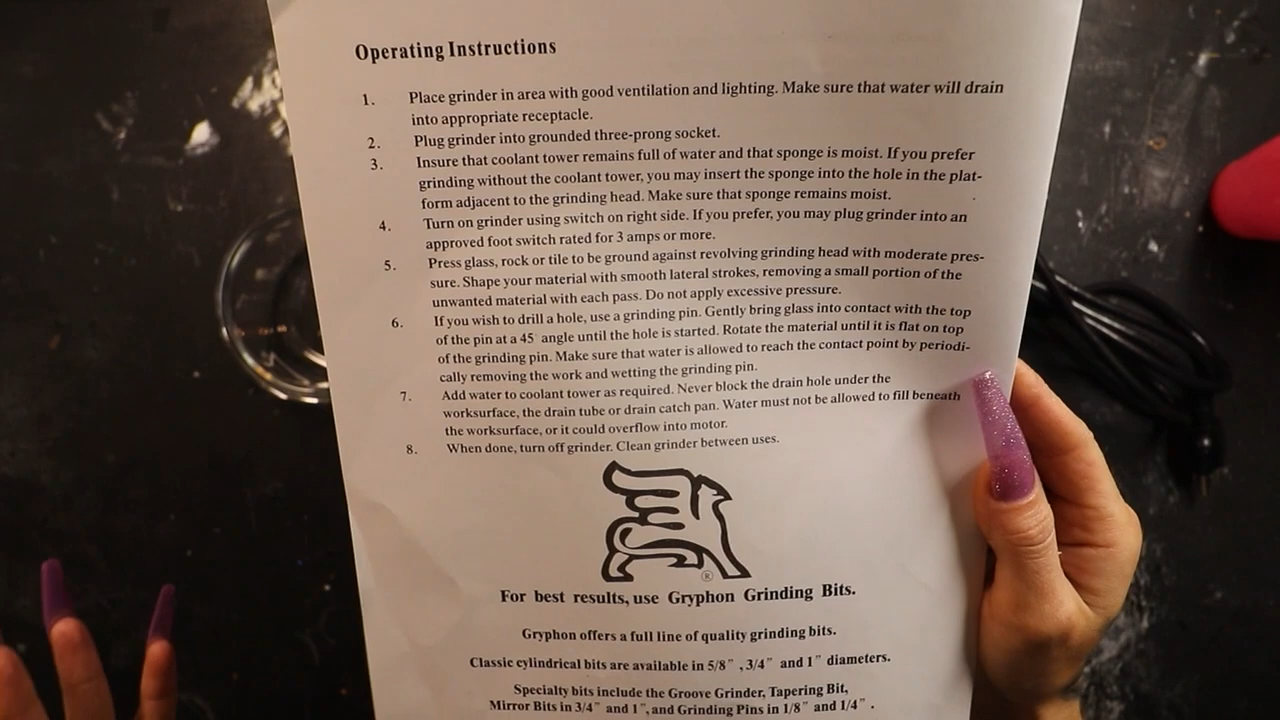 Operating Instructions
1. Place grinder in area with good ventilation and lighting. Make sure that water will drain
into appropriate receptacle.
2. Plug grinder into grounded three-prong socket.
3. Insure that coolant tower remains full of water and that sponge is moist. If you prefer
grinding without the coolant tower, you may insert the sponge into the hole in the plat-
form adjacent to the grinding head. Make sure that sponge remains moist.
4. Turn on grinder using switch on right side. If you prefer, you may plug grinder into an
approved foot switch rated for 3 amps or more.
5. Press glass, rock or tile to be ground against revolving grinding head with moderate pres-
sure. Shape your material with smooth lateral strokes, removing a small portion of the
unwanted material with each pass. Do not apply excessive pressure.
6. If you wish to drill a hole, use a grinding pin. Gently bring glass into contact with the top
of the pin at a 45° angle until the hole is started. Rotate the material until it is flat on top
of the grinding pin. Make sure that water is allowed to reach the contact point by periodi-
cally removing the work and wetting the grinding pin.
7. Add water to coolant tower as required. Never block the drain hole under the
worksurface, the drain tube or drain catch pan. Water must not be allowed to fill beneath
the worksurface, or it could overflow into motor.
8. When done, turn off grinder. Clean grinder between uses.
®
For best results, use Gryphon Grinding Bits.
Gryphon offers a full line of quality grinding bits.
Classic cylindrical bits are available in 5/8", 3/4" and 1" diameters.
Specialty bits include the Groove Grinder, Tapering Bit,
Mirror Bits in 3/4" and 1", and Grinding Pins in 1/8" and 1/4".